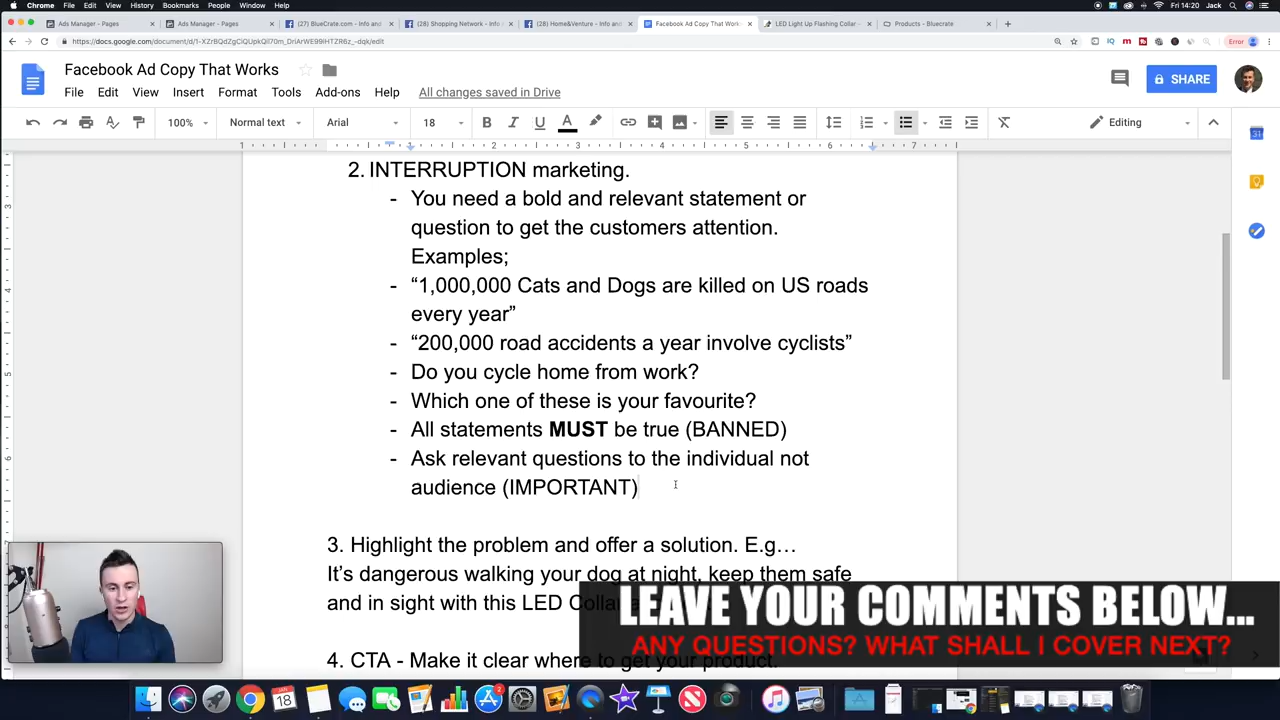 Chrome File Edit View History Bookmarks People Window Help
Fri 14:20 Jack
Ads Manager - Pages
Ads Manager - Pages
(27) BlueCrate.com - Info and
(28) Shopping Network - Info
(28) Home&Venture - Info and
Facebook Ad Copy That Works
LED Light Up Flashing Collar -
Products - Bluecrate
Error
Facebook Ad Copy That Works
SHARE
File Edit View Insert Format Tools Add-ons Help All changes saved in Drive
100% Normal text Arial 18 B I U A Editing
1 1 2 3 4 5 6 7
2. INTERRUPTION marketing.
- You need a bold and relevant statement or
question to get the customers attention.
Examples;
- “1,000,000 Cats and Dogs are killed on US roads
every year”
- “200,000 road accidents a year involve cyclists”
- Do you cycle home from work?
- Which one of these is your favourite?
- All statements MUST be true (BANNED)
- Ask relevant questions to the individual not
audience (IMPORTANT)
3. Highlight the problem and offer a solution. E.g…
It’s dangerous walking your dog at night, keep them safe
and in sight with this LED
4. CTA - Make it clear where to get your product.
LEAVE YOUR COMMENTS BELOW...
ANY QUESTIONS? WHAT SHALL I COVER NEXT?